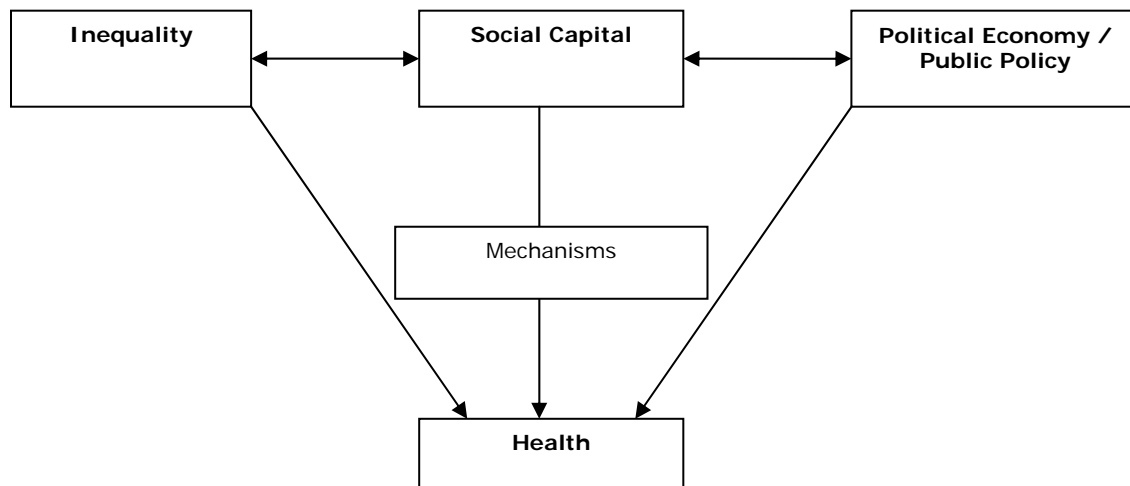 Inequality
Social Capital
Political Economy /
Public Policy
Mechanisms
Health